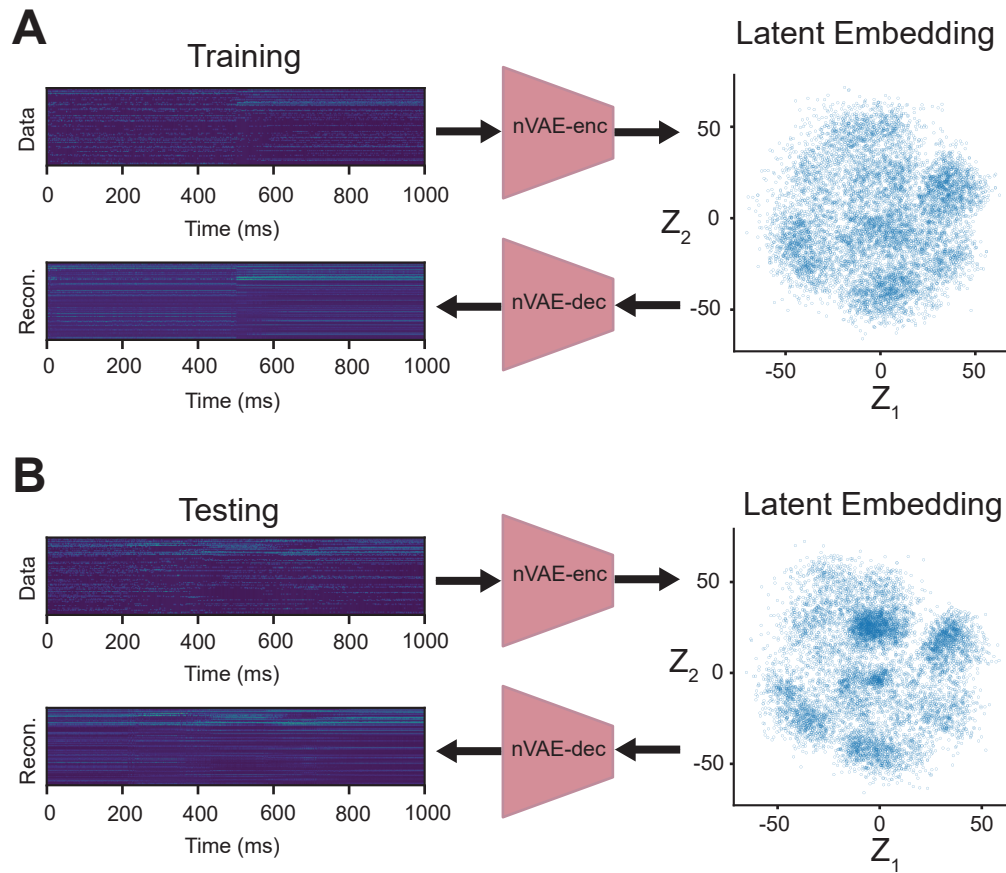 A
Training
Latent Embedding
Data
0 200 400 600 800 1000
Time (ms)
nVAE-enc
Recon.
0 200 400 600 800 1000
Time (ms)
nVAE-dec
50
0
-50
Z2
-50 0 50
Z1
B
Testing
Latent Embedding
Data
0 200 400 600 800 1000
Time (ms)
nVAE-enc
Recon.
0 200 400 600 800 1000
Time (ms)
nVAE-dec
50
0
-50
Z2
-50 0 50
Z1